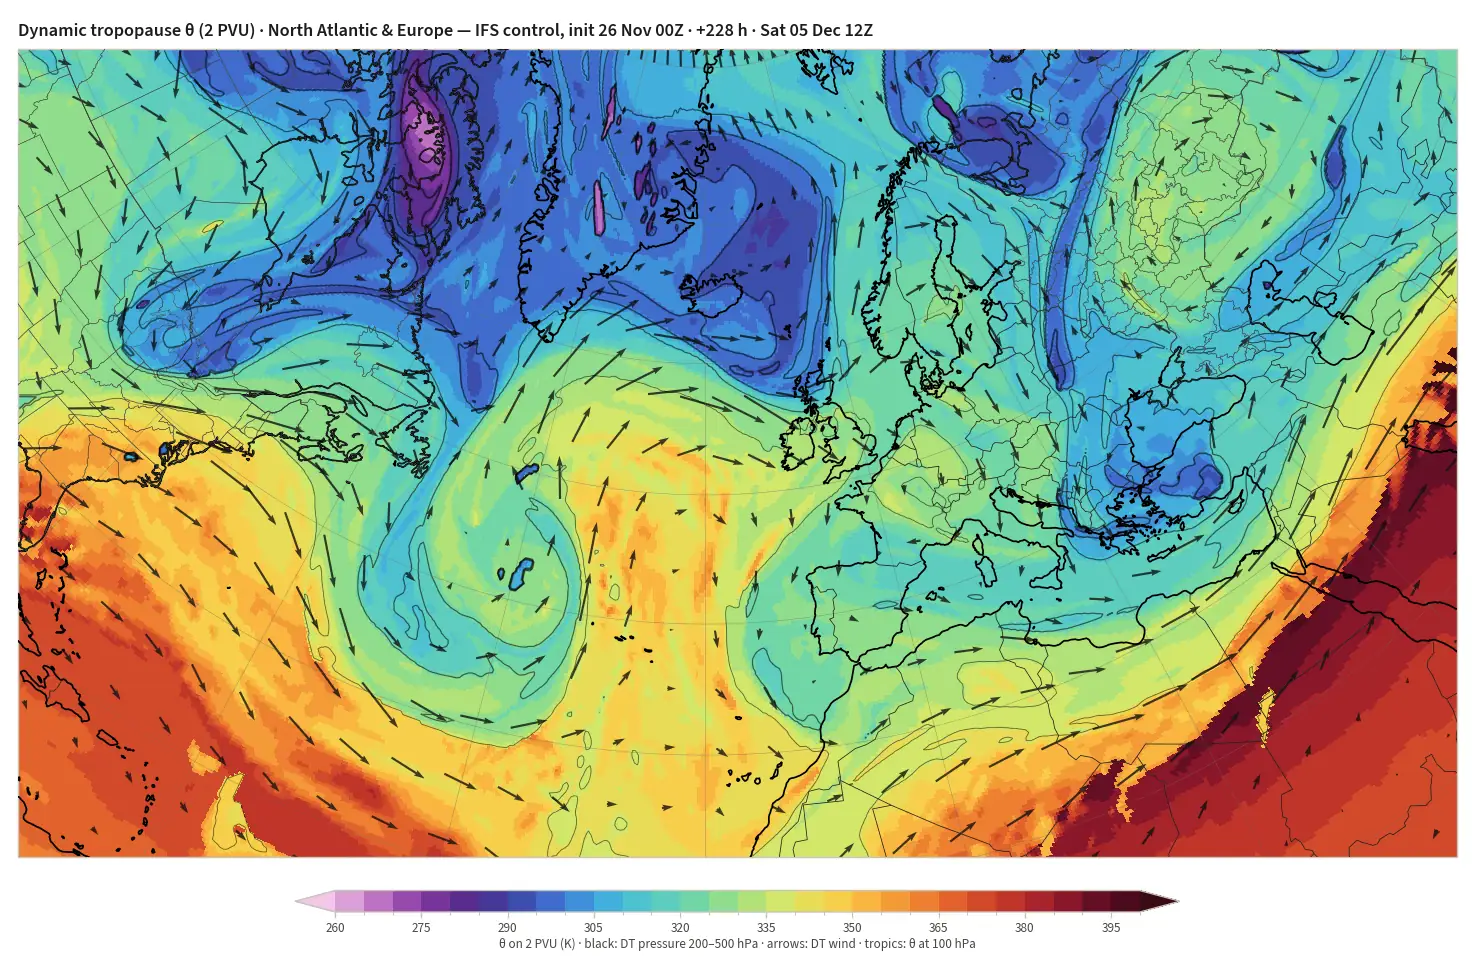 Dynamic tropopause θ (2 PVU) · North Atlantic & Europe — IFS control, init 26 Nov 00Z · +228 h · Sat 05 Dec 12Z
260 275 290 305 320 335 350 365 380 395
θ on 2 PVU (K) · black: DT pressure 200–500 hPa · arrows: DT wind · tropics: θ at 100 hPa